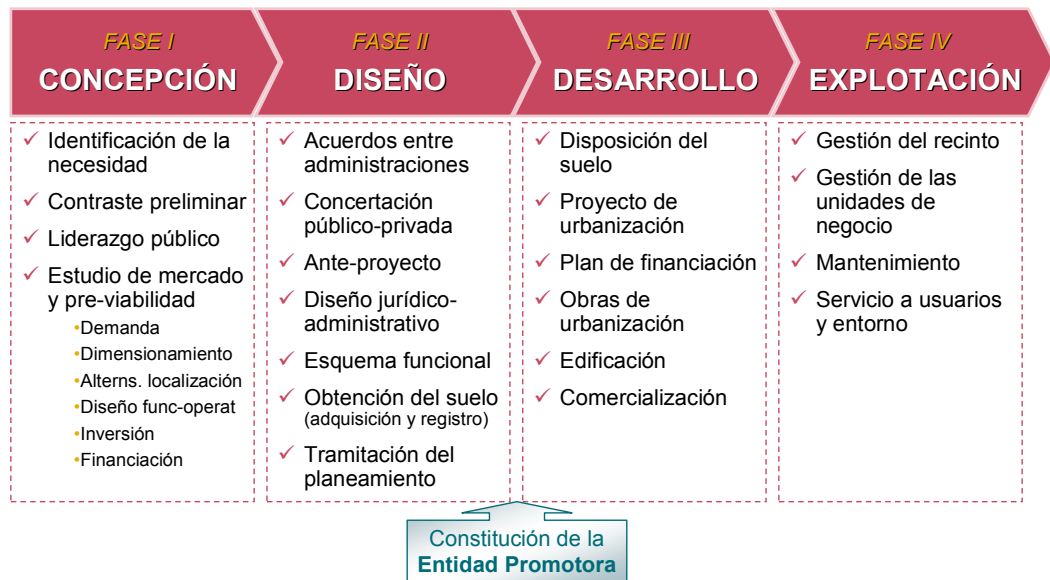 FASE I
CONCEPCIÓN
✓ Identificación de la
necesidad
✓ Contraste preliminar
✓ Liderazgo público
✓ Estudio de mercado
y pre-viabilidad
•Demanda
•Dimensionamiento
•Alterns. localización
•Diseño func-operat
•Inversión
•Financiación
FASE II
DISEÑO
✓ Acuerdos entre
administraciones
✓ Concertación
público-privada
✓ Ante-proyecto
✓ Diseño jurídico-
administrativo
✓ Esquema funcional
✓ Obtención del suelo
(adquisición y registro)
✓ Tramitación del
planeamiento
FASE III
DESARROLLO
✓ Disposición del
suelo
✓ Proyecto de
urbanización
✓ Plan de financiación
✓ Obras de
urbanización
✓ Edificación
✓ Comercialización
FASE IV
EXPLOTACIÓN
✓ Gestión del recinto
✓ Gestión de las
unidades de
negocio
✓ Mantenimiento
✓ Servicio a usuarios
y entorno
Constitución de la
Entidad Promotora